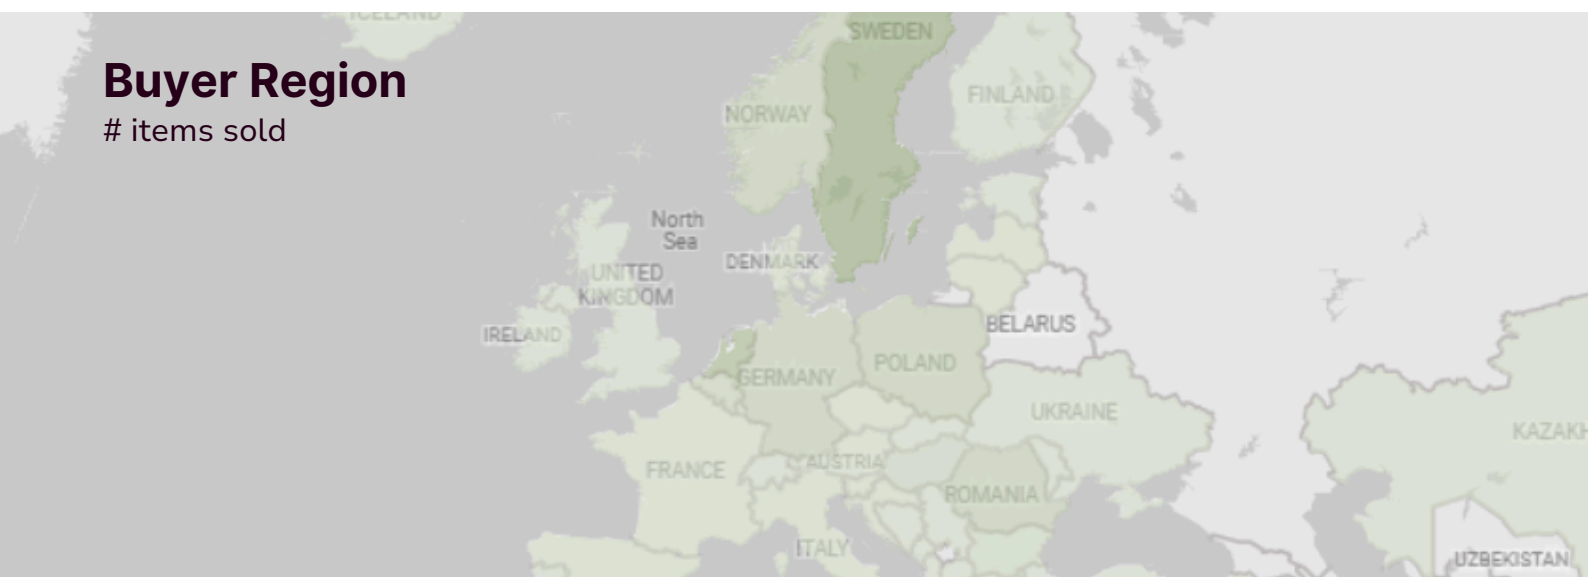 ICELAND
SWEDEN
Buyer Region
# items sold
NORWAY
FINLAND
North
Sea
DENMARK
UNITED
KINGDOM
IRELAND
BELARUS
GERMANY
POLAND
UKRAINE
KAZAKH
FRANCE
AUSTRIA
ROMANIA
ITALY
UZBEKISTAN